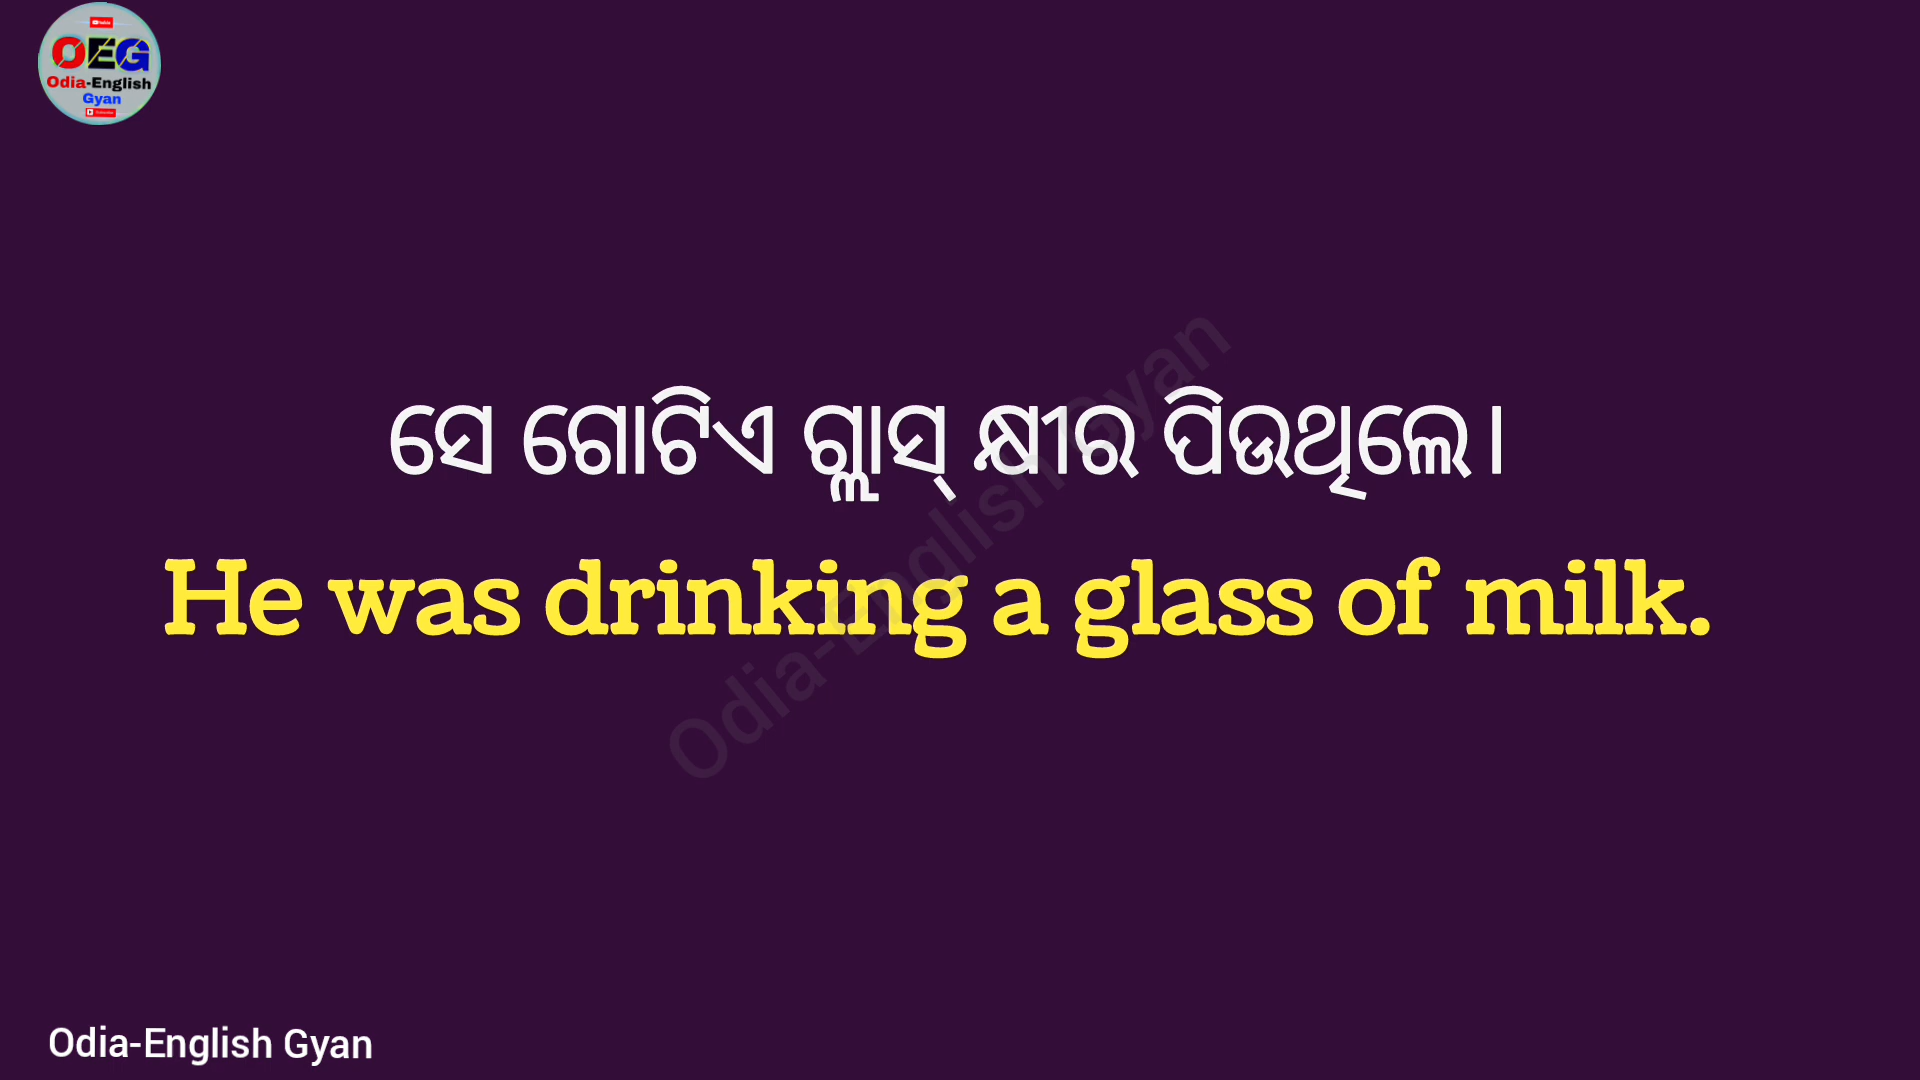 OEG
Odia-English
Gyan
ସେ ଗୋଟିଏ ଗ୍ଲାସ୍ କ୍ଷୀର ପିଉଥିଲେ।
He was drinking a glass of milk.
Odia-English Gyan
Odia-English Gyan